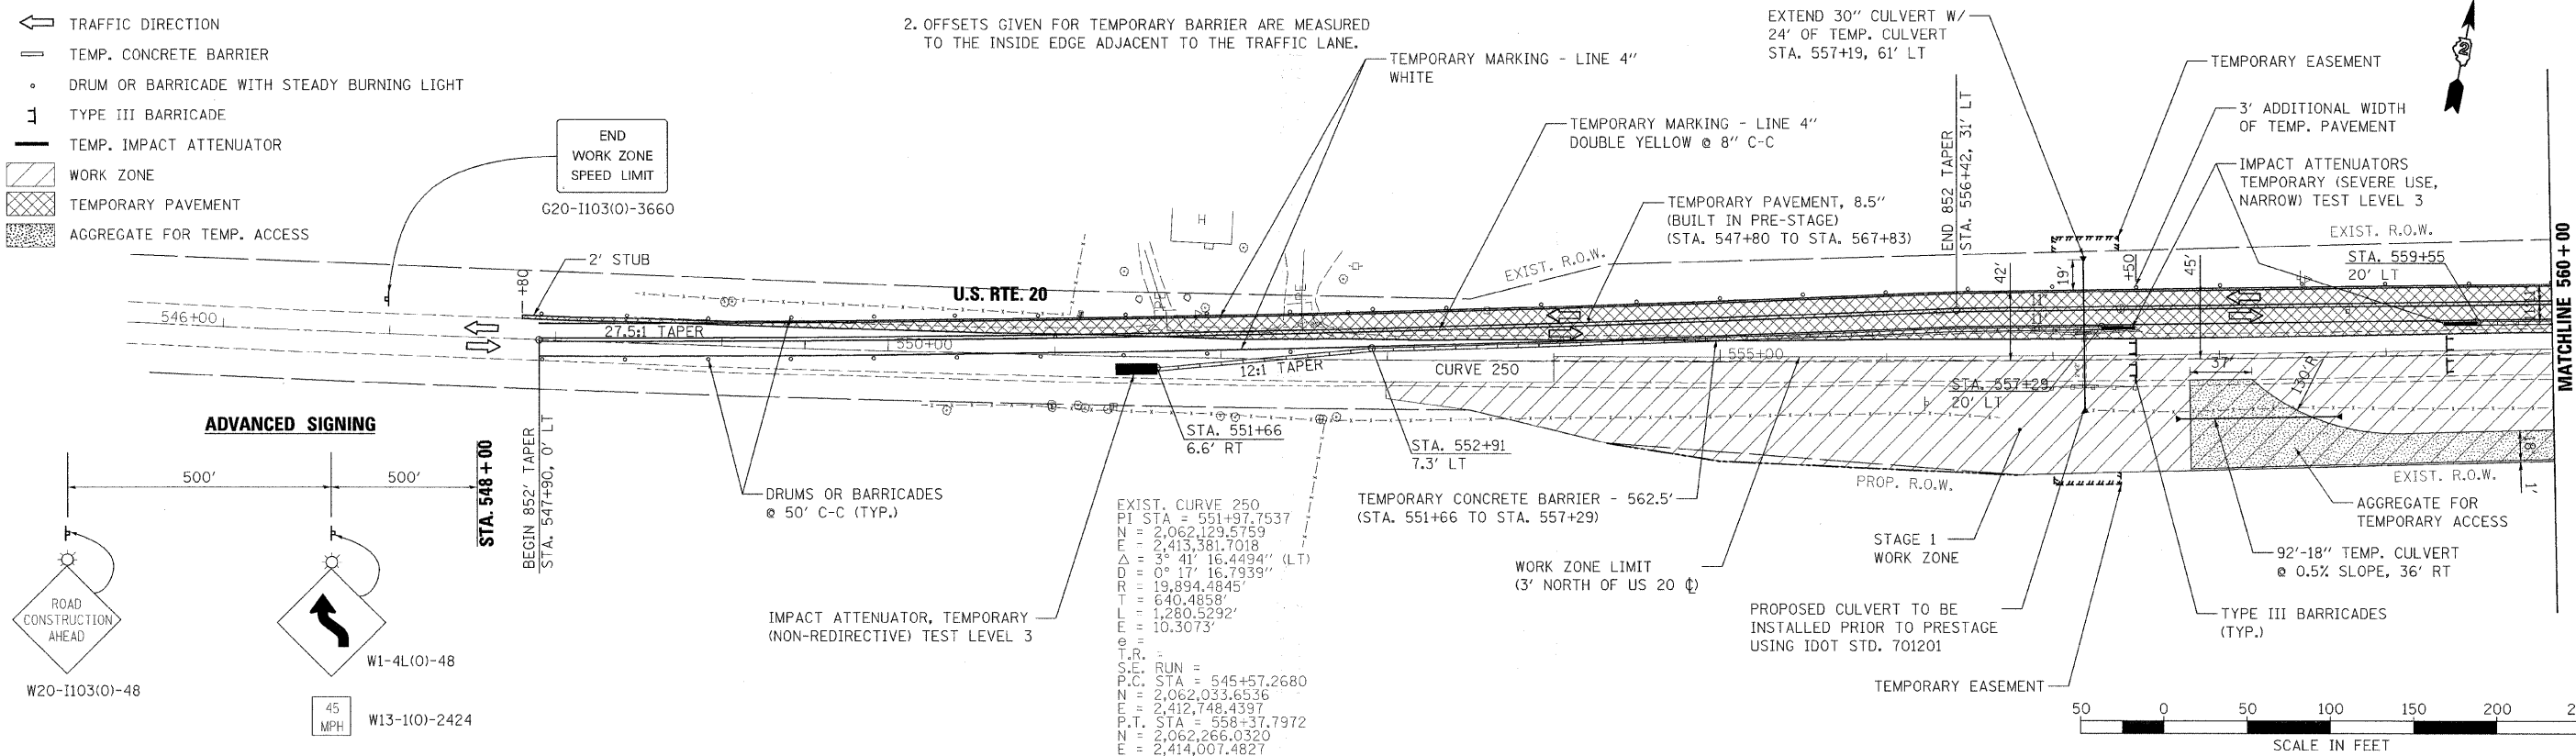 TRAFFIC DIRECTION
TEMP. CONCRETE BARRIER
DRUM OR BARRICADE WITH STEADY BURNING LIGHT
TYPE III BARRICADE
TEMP. IMPACT ATTENUATOR
WORK ZONE
TEMPORARY PAVEMENT
AGGREGATE FOR TEMP. ACCESS
2. OFFSETS GIVEN FOR TEMPORARY BARRIER ARE MEASURED
TO THE INSIDE EDGE ADJACENT TO THE TRAFFIC LANE.
END
WORK ZONE
SPEED LIMIT
G20-I103(O)-3660
TEMPORARY MARKING - LINE 4"
WHITE
TEMPORARY MARKING - LINE 4"
DOUBLE YELLOW @ 8" C-C
TEMPORARY PAVEMENT, 8.5"
(BUILT IN PRE-STAGE)
(STA. 547+80 TO STA. 567+83)
EXTEND 30" CULVERT W/
24' OF TEMP. CULVERT
STA. 557+19, 61' LT
END 852 TAPER
STA. 556+42, 31' LT
TEMPORARY EASEMENT
3' ADDITIONAL WIDTH
OF TEMP. PAVEMENT
IMPACT ATTENUATORS
TEMPORARY (SEVERE USE,
NARROW) TEST LEVEL 3
EXIST. R.O.W.
STA. 559+55
20' LT
MATCHLINE 560+00
H
2' STUB
+80
U.S. RTE. 20
PE
PE
EXIST. R.O.W.
42'
19'
+50
45'
11'
11'
11'
11'
546+00
27.5:1 TAPER
550+00
12:1 TAPER
CURVE 250
555+00
STA. 557+29
20' LT
37'
130'R
18'
1'
ADVANCED SIGNING
500'
500'
STA. 548+00
BEGIN 852' TAPER
STA. 547+90, 0' LT
STA. 551+66
6.6' RT
STA. 552+91
7.3' LT
DRUMS OR BARRICADES
@ 50' C-C (TYP.)
TEMPORARY CONCRETE BARRIER - 562.5'
(STA. 551+66 TO STA. 557+29)
PROP. R.O.W.
EXIST. R.O.W.
AGGREGATE FOR
TEMPORARY ACCESS
STAGE 1
WORK ZONE
92'-18" TEMP. CULVERT
@ 0.5% SLOPE, 36' RT
WORK ZONE LIMIT
(3' NORTH OF US 20 ℄)
PROPOSED CULVERT TO BE
INSTALLED PRIOR TO PRESTAGE
USING IDOT STD. 701201
TYPE III BARRICADES
(TYP.)
TEMPORARY EASEMENT
IMPACT ATTENUATOR, TEMPORARY
(NON-REDIRECTIVE) TEST LEVEL 3
EXIST. CURVE 250
PI STA = 551+97.7537
N = 2,062,129.5759
E = 2,413,381.7018
Δ = 3° 41' 16.4494" (LT)
D = 0° 17' 16.7939"
R = 19,894.4845'
T = 640.4858'
L = 1,280.5292'
E = 10.3073'
e =
T.R. =
S.E. RUN =
P.C. STA = 545+57.2680
N = 2,062,033.6536
E = 2,412,748.4397
P.T. STA = 558+37.7972
N = 2,062,266.0320
E = 2,414,007.4827
ROAD
CONSTRUCTION
AHEAD
W20-I103(O)-48
W1-4L(O)-48
45
MPH
W13-1(O)-2424
50 0 50 100 150 200
SCALE IN FEET